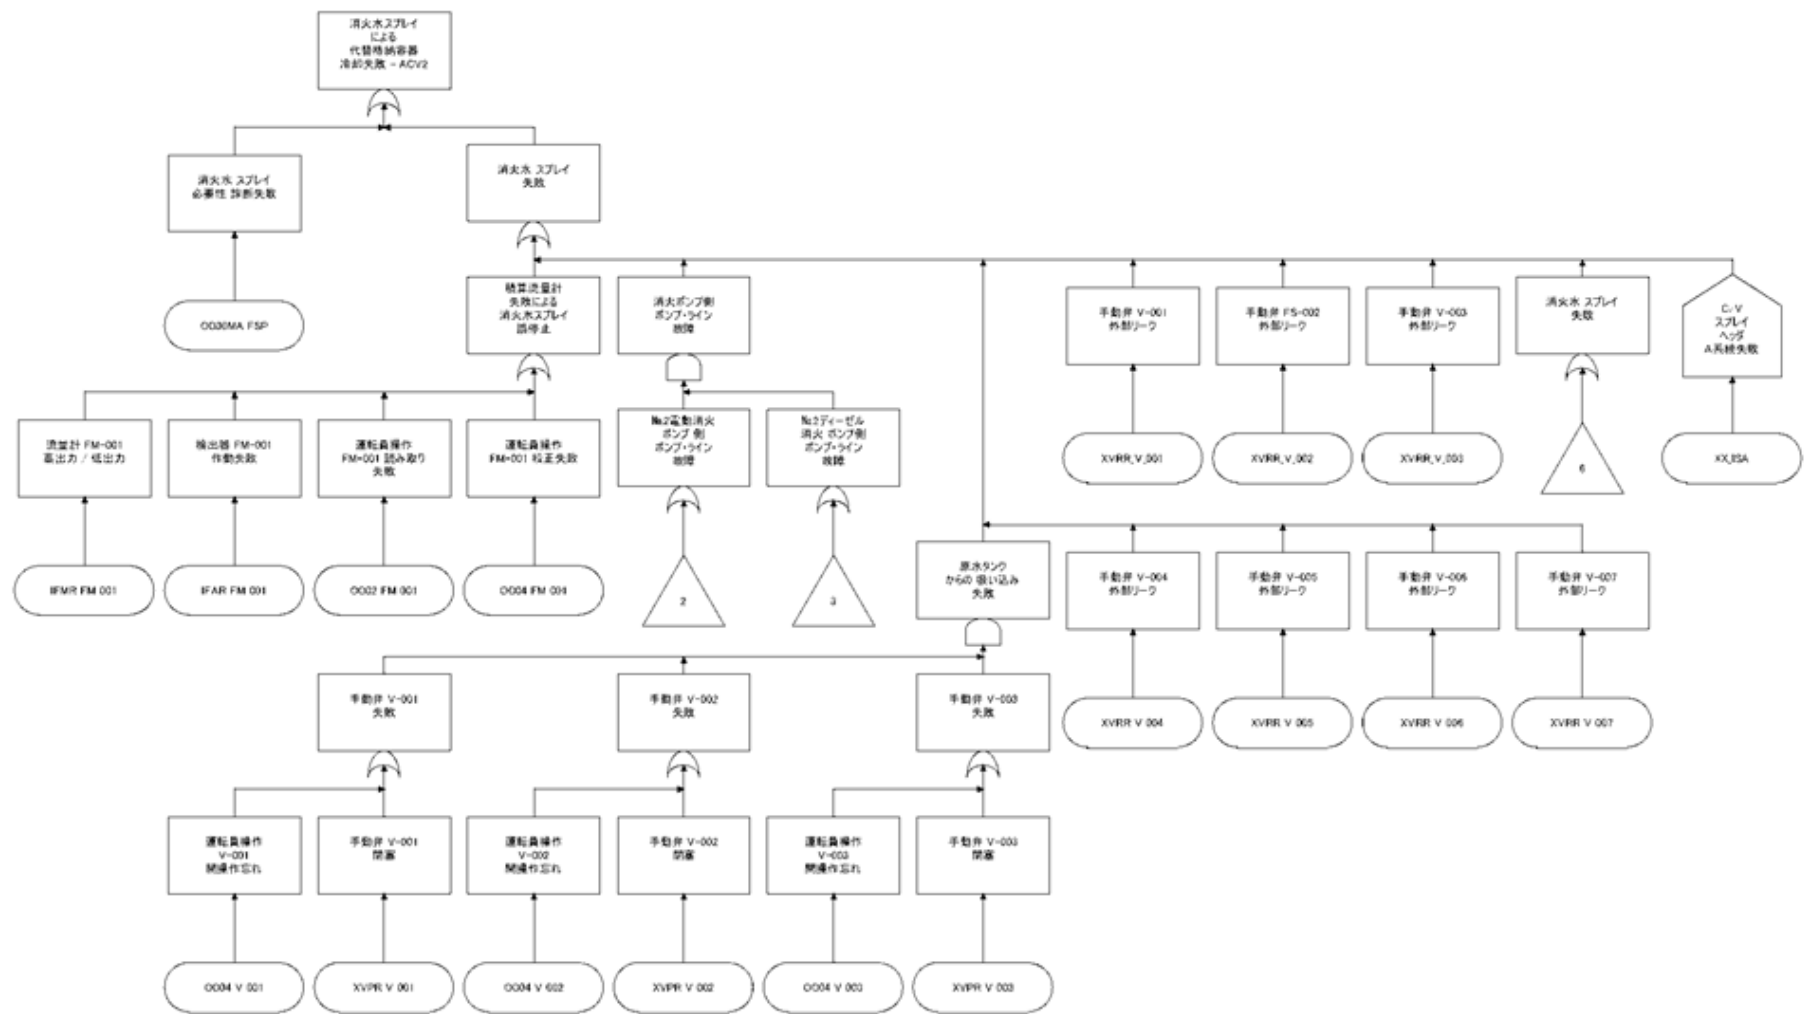 消火水スプレイ
による
代替格納容器
冷却失敗 - ACV2
消火水 スプレイ
必要性 診断失敗
消火水 スプレイ
失敗
OO30MA FSP
積算流量計
失敗による
消火水スプレイ
誤停止
消火ポンプ側
ポンプ・ライン
故障
手動弁 V-001
外部リーク
手動弁 FS-002
外部リーク
手動弁 V-003
外部リーク
消火水 スプレイ
失敗
C/V
スプレイ
ヘッダ
A系統失敗
流量計 FM-001
高出力 / 低出力
検出器 FM-001
作動失敗
運転員操作
FM-001 読み取り
失敗
運転員操作
FM-001 校正失敗
No.2電動消火
ポンプ 側
ポンプ・ライン
故障
No.2ディーゼル
消火 ポンプ側
ポンプ・ライン
故障
XVIRR_V_001
XVIRR_V_002
XVIRR_V_003
6
XX_ISA
IFMR FM 001
IFAR FM 001
OO02 FM 001
OO04 FM 001
2
3
原水タンク
からの 吸い込み
失敗
手動弁 V-004
外部リーク
手動弁 V-005
外部リーク
手動弁 V-006
外部リーク
手動弁 V-007
外部リーク
手動弁 V-001
失敗
手動弁 V-002
失敗
手動弁 V-003
失敗
XVIRR V 004
XVIRR V 005
XVIRR V 006
XVIRR V 007
運転員操作
V-001
開操作忘れ
手動弁 V-001
閉塞
運転員操作
V-002
開操作忘れ
手動弁 V-002
閉塞
運転員操作
V-003
開操作忘れ
手動弁 V-003
閉塞
OO04 V 001
XVPR V 001
OO04 V 002
XVPR V 002
OO04 V 003
XVPR V 003